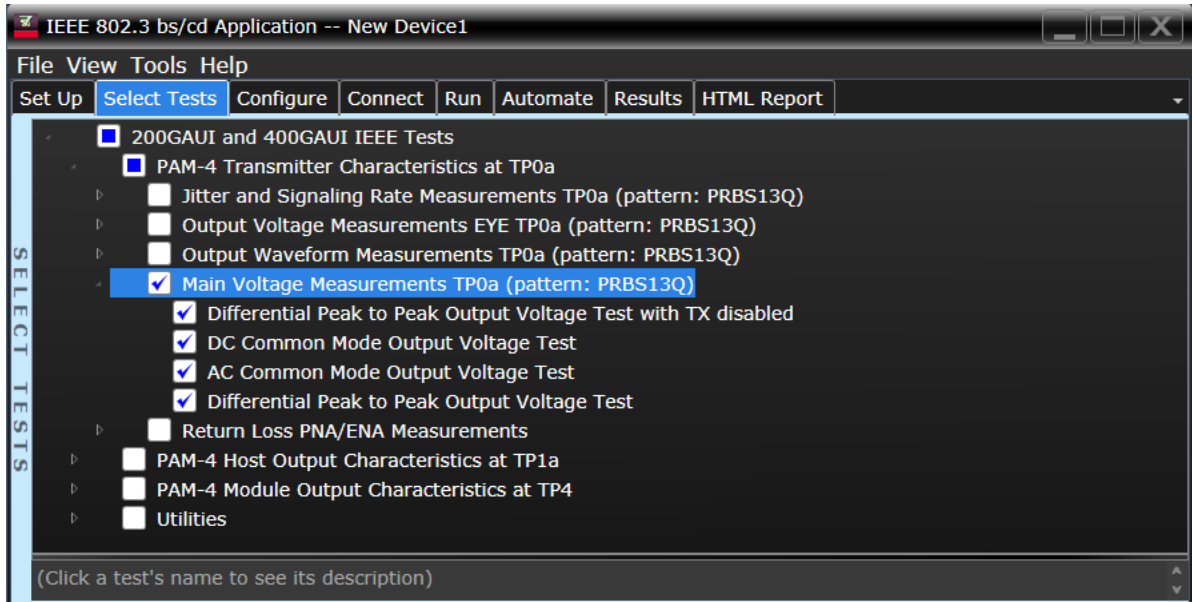 IEEE 802.3 bs/cd Application -- New Device1
File View Tools Help
Set Up Select Tests Configure Connect Run Automate Results HTML Report
SELECT TESTS
200GAUI and 400GAUI IEEE Tests
PAM-4 Transmitter Characteristics at TP0a
Jitter and Signaling Rate Measurements TP0a (pattern: PRBS13Q)
Output Voltage Measurements EYE TP0a (pattern: PRBS13Q)
Output Waveform Measurements TP0a (pattern: PRBS13Q)
Main Voltage Measurements TP0a (pattern: PRBS13Q)
Differential Peak to Peak Output Voltage Test with TX disabled
DC Common Mode Output Voltage Test
AC Common Mode Output Voltage Test
Differential Peak to Peak Output Voltage Test
Return Loss PNA/ENA Measurements
PAM-4 Host Output Characteristics at TP1a
PAM-4 Module Output Characteristics at TP4
Utilities
(Click a test's name to see its description)